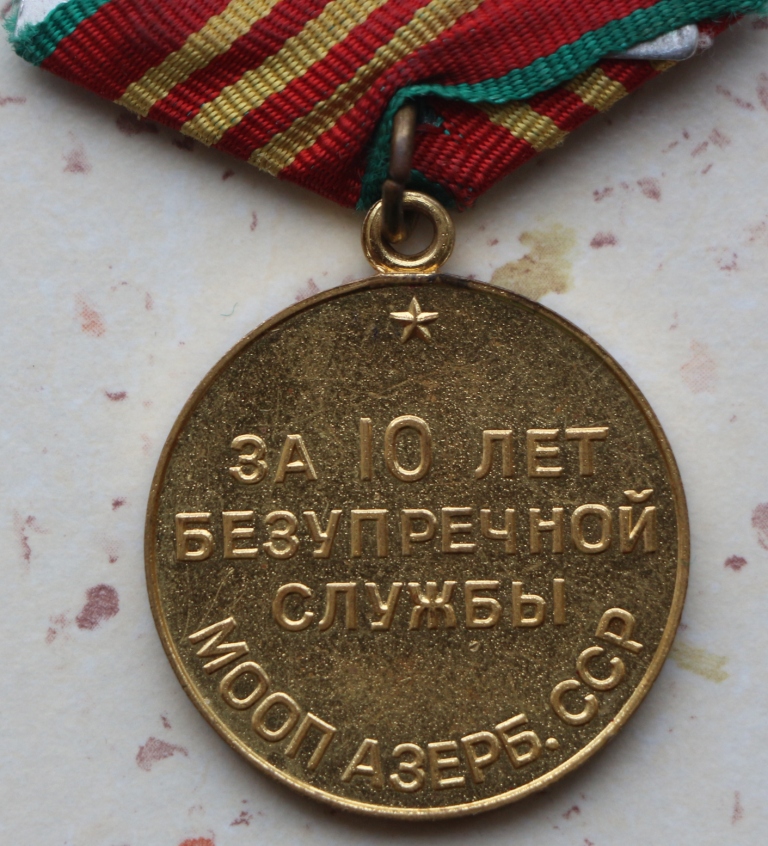 ЗА 10 ЛЕТ
БЕЗУПРЕЧНОЙ
СЛУЖБЫ
МООП АЗЕРБ. ССР